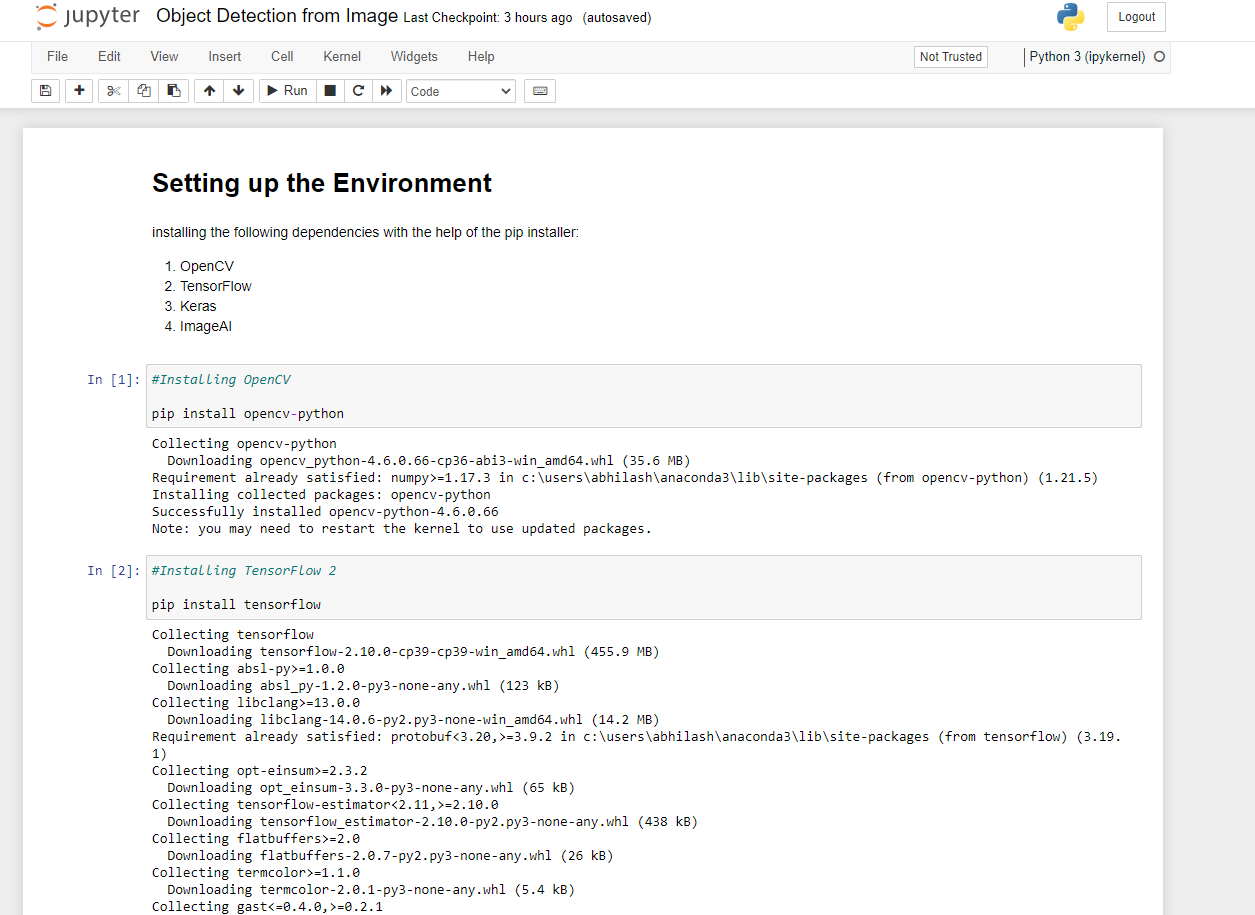 jupyter Object Detection from Image Last Checkpoint: 3 hours ago (autosaved) Logout
File Edit View Insert Cell Kernel Widgets Help Not Trusted Python 3 (ipykernel)
Run Code
Setting up the Environment
installing the following dependencies with the help of the pip installer:
1. OpenCV
2. TensorFlow
3. Keras
4. ImageAI
In [1]: #Installing OpenCV
pip install opencv-python
Collecting opencv-python
Downloading opencv_python-4.6.0.66-cp36-abi3-win_amd64.whl (35.6 MB)
Requirement already satisfied: numpy>=1.17.3 in c:\users\abhilash\anaconda3\lib\site-packages (from opencv-python) (1.21.5)
Installing collected packages: opencv-python
Successfully installed opencv-python-4.6.0.66
Note: you may need to restart the kernel to use updated packages.
In [2]: #Installing TensorFlow 2
pip install tensorflow
Collecting tensorflow
Downloading tensorflow-2.10.0-cp39-cp39-win_amd64.whl (455.9 MB)
Collecting absl-py>=1.0.0
Downloading absl_py-1.2.0-py3-none-any.whl (123 kB)
Collecting libclang>=13.0.0
Downloading libclang-14.0.6-py2.py3-none-win_amd64.whl (14.2 MB)
Requirement already satisfied: protobuf<3.20,>=3.9.2 in c:\users\abhilash\anaconda3\lib\site-packages (from tensorflow) (3.19.
1)
Collecting opt-einsum>=2.3.2
Downloading opt_einsum-3.3.0-py3-none-any.whl (65 kB)
Collecting tensorflow-estimator<2.11,>=2.10.0
Downloading tensorflow_estimator-2.10.0-py2.py3-none-any.whl (438 kB)
Collecting flatbuffers>=2.0
Downloading flatbuffers-2.0.7-py2.py3-none-any.whl (26 kB)
Collecting termcolor>=1.1.0
Downloading termcolor-2.0.1-py3-none-any.whl (5.4 kB)
Collecting gast<=0.4.0,>=0.2.1